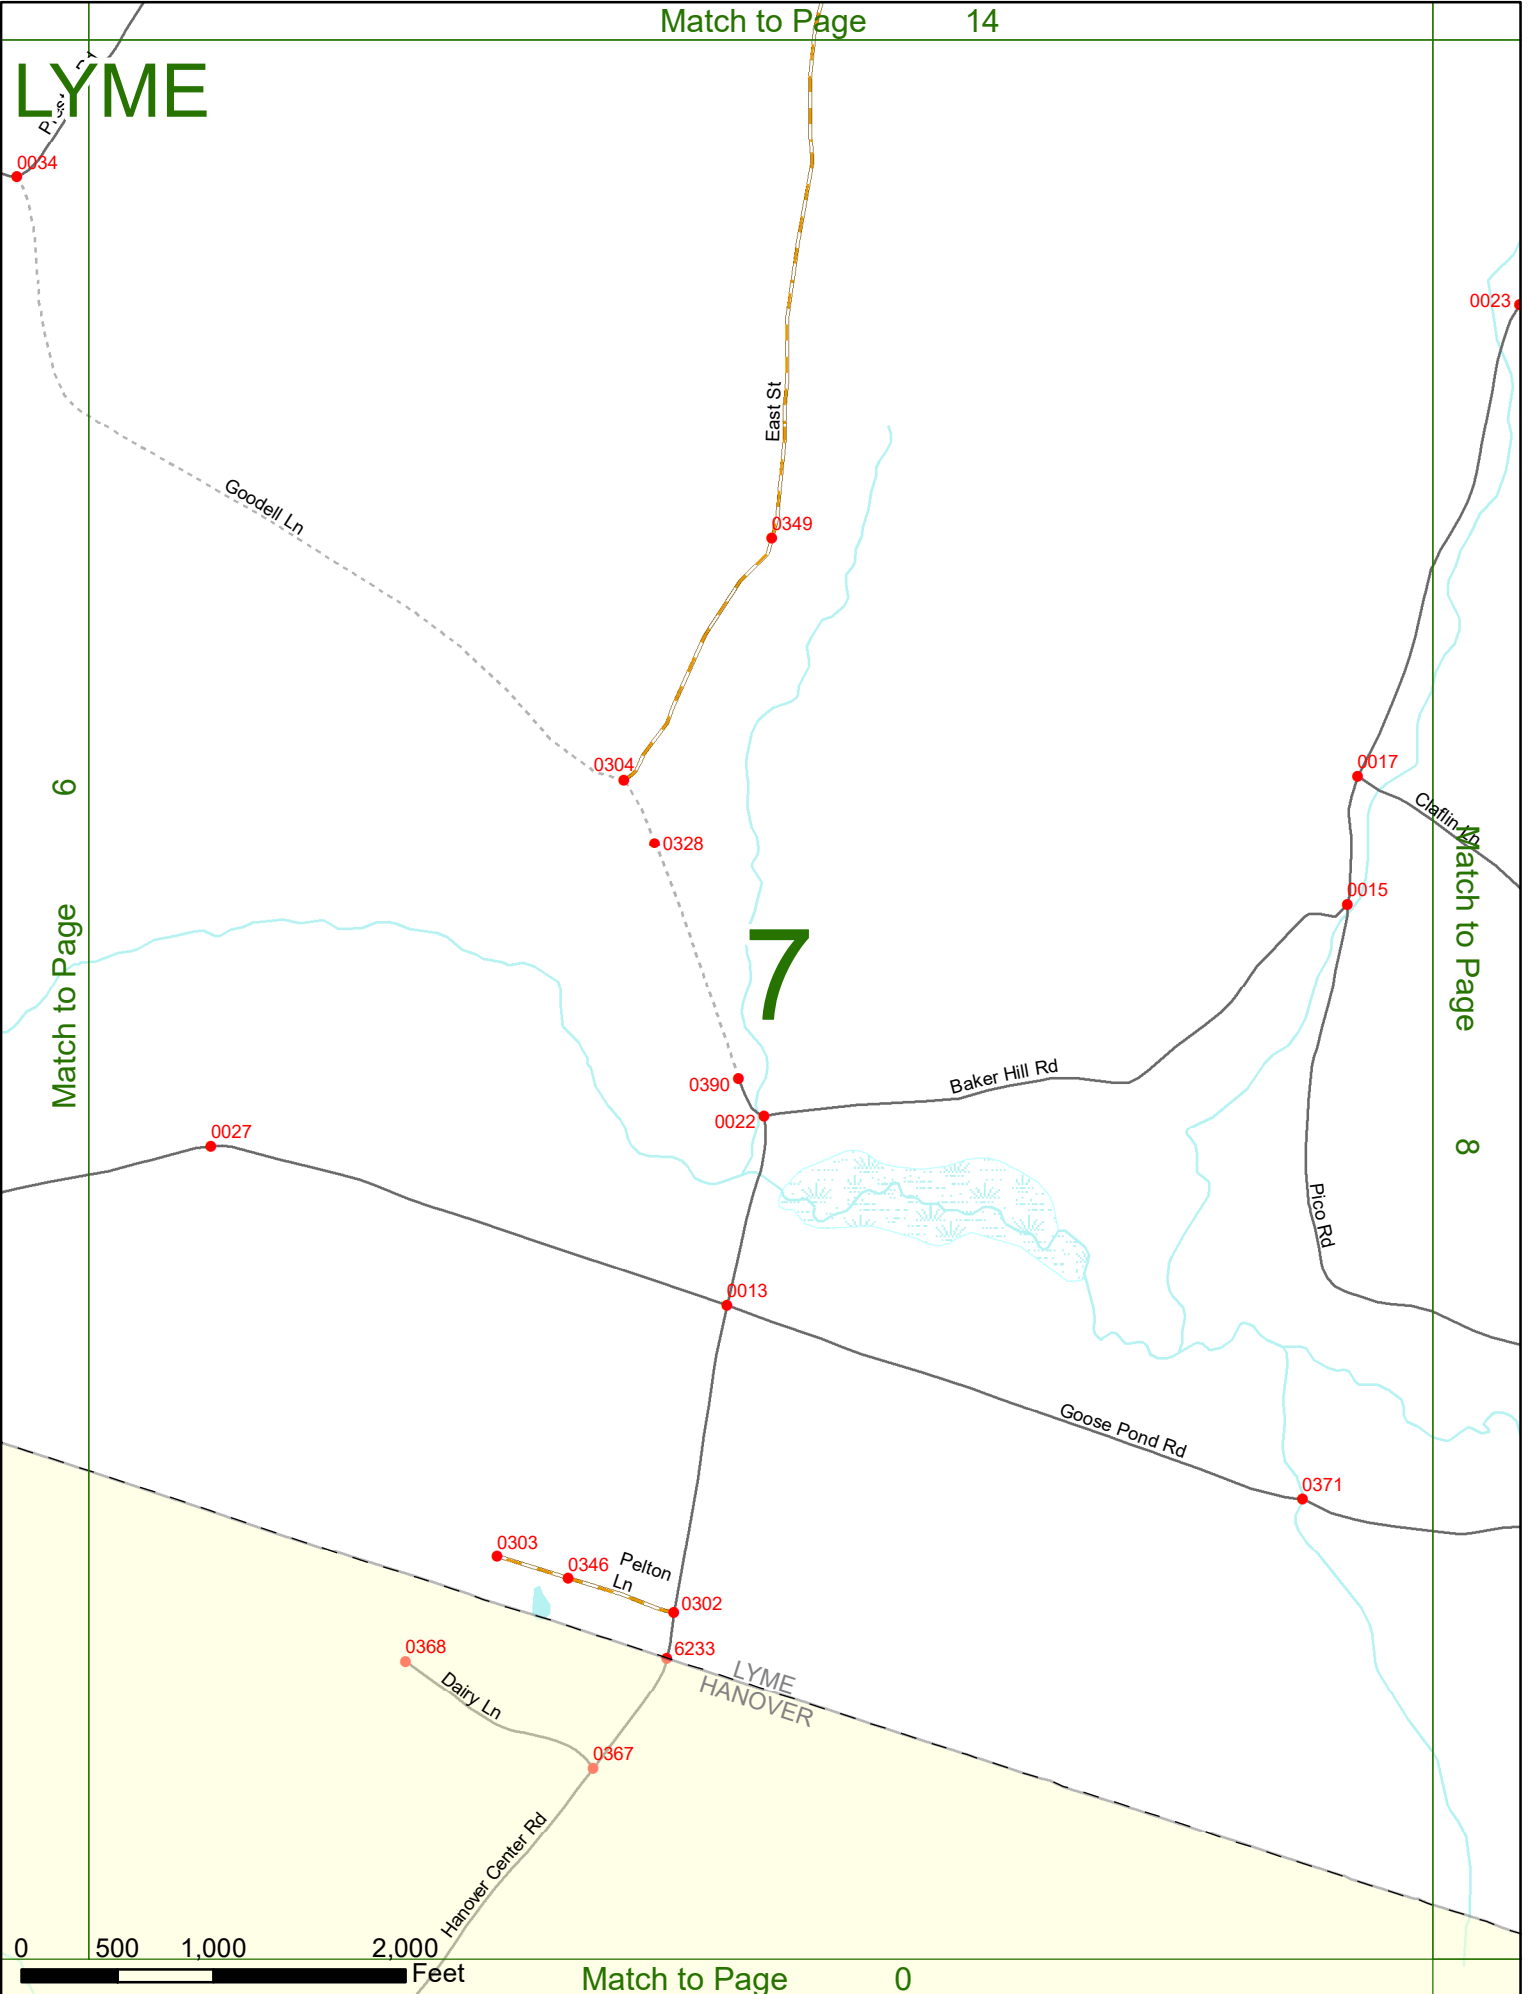 Match to Page 14
LYME
0034
0023
East St
Goodell Ln
0349
0304
0017
Claflin Ln
6
Match to Page
0328
0015
Match to Page
8
7
0390
Baker Hill Rd
0022
0027
Pico Rd
0013
Goose Pond Rd
0371
0303
0346
Pelton
Ln
0302
6233
0368
LYME
HANOVER
Dairy Ln
0367
Hanover Center Rd
0 500 1,000 2,000
Feet
Match to Page 0